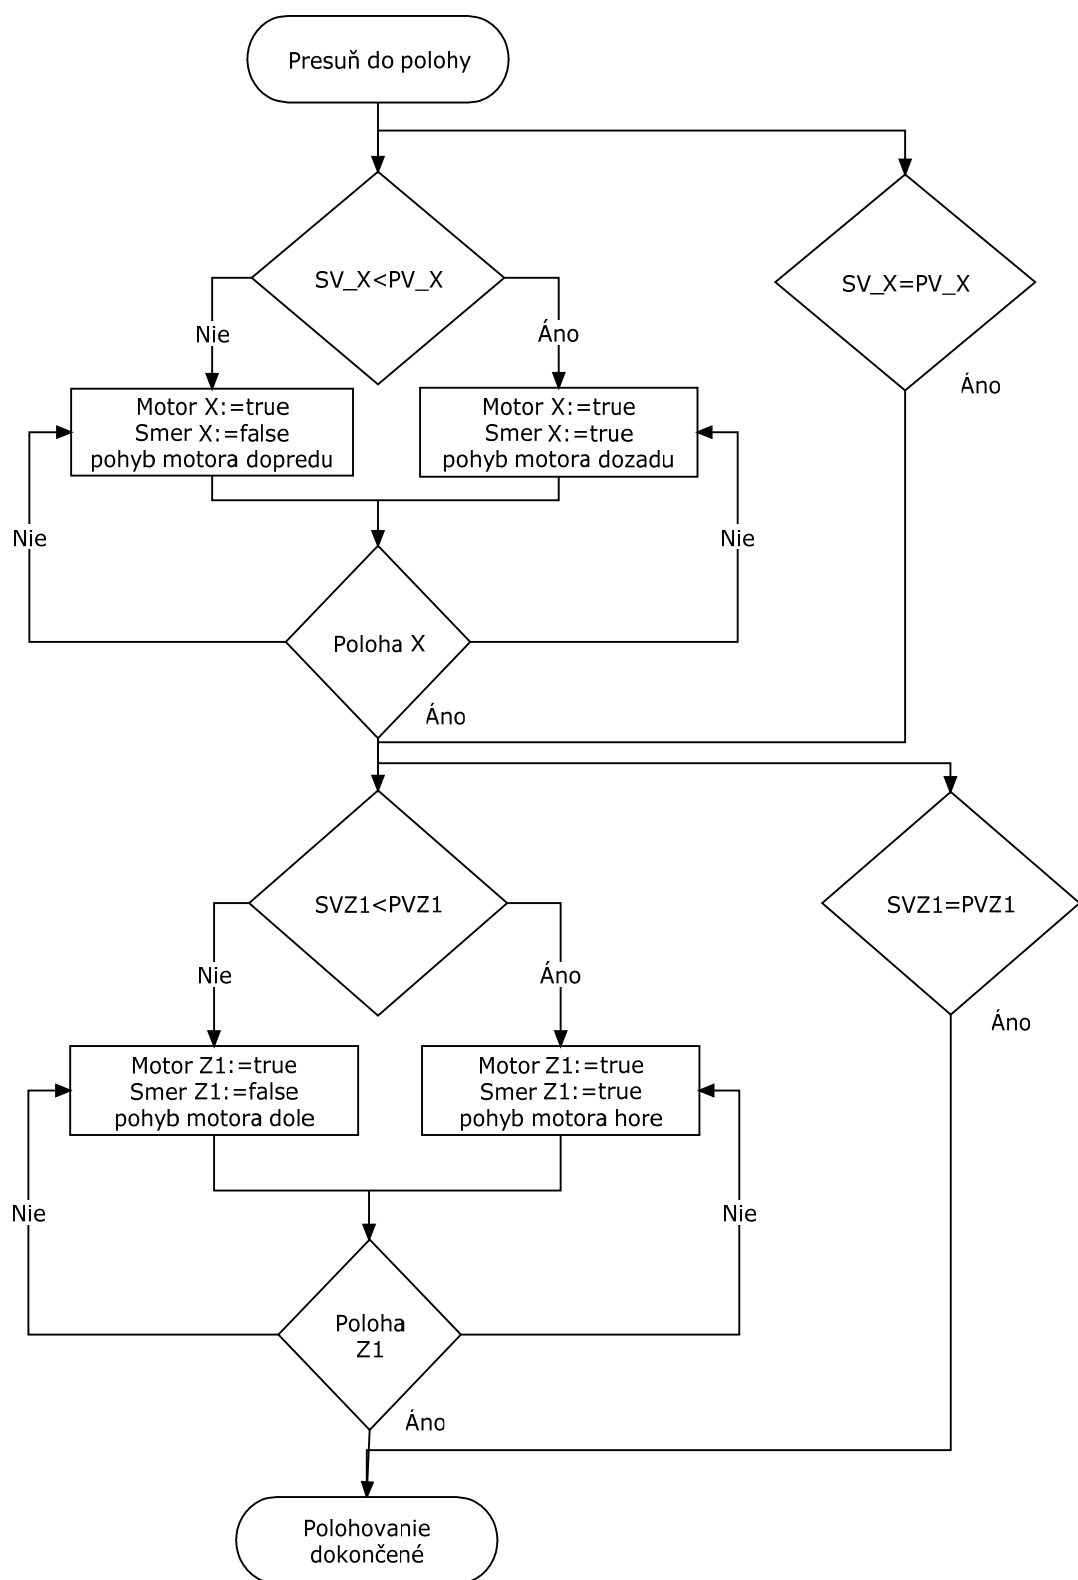 Presuň do polohy
SV_X<PV_X
SV_X=PV_X
Nie
Áno
Áno
Motor X:=true
Smer X:=false
pohyb motora dopredu
Motor X:=true
Smer X:=true
pohyb motora dozadu
Nie
Nie
Poloha X
Áno
SVZ1<PVZ1
SVZ1=PVZ1
Nie
Áno
Áno
Motor Z1:=true
Smer Z1:=false
pohyb motora dole
Motor Z1:=true
Smer Z1:=true
pohyb motora hore
Nie
Nie
Poloha
Z1
Áno
Polohovanie
dokončené